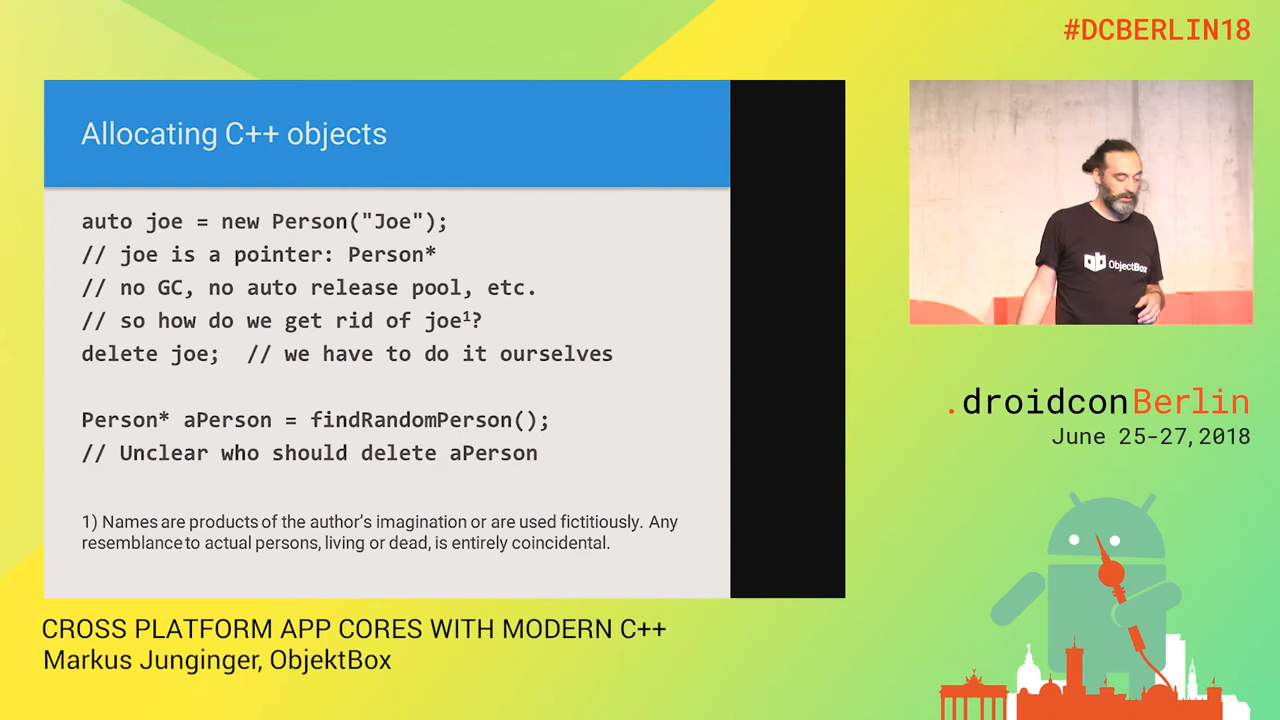 #DCBERLIN18
Allocating C++ objects
auto joe = new Person("Joe");
// joe is a pointer: Person*
// no GC, no auto release pool, etc.
// so how do we get rid of joe¹?
delete joe;  // we have to do it ourselves
Person* aPerson = findRandomPerson();
// Unclear who should delete aPerson
1) Names are products of the author's imagination or are used fictitiously. Any
resemblance to actual persons, living or dead, is entirely coincidental.
ObjectBox
.droidconBerlin
June 25-27, 2018
CROSS PLATFORM APP CORES WITH MODERN C++
Markus Junginger, ObjektBox